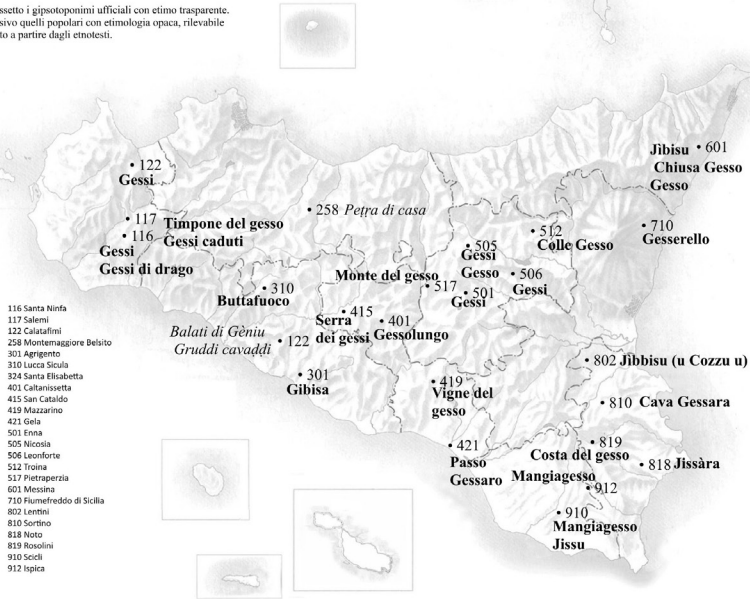 ssetto i gipsotoponimi ufficiali con etimo trasparente.
sivo quelli popolari con etimologia opaca, rilevabile
to a partire dagli etnotesti.
Jìbisu • 601
Chiusa Gesso
Gesso
• 122
Gessi
• 258 Petra di casa
• 117
Timpone del gesso
• 116
Gessi caduti
Gessi
Gessi di drago
• 710
Gesserello
• 512
Colle Gesso
• 505
Gessi
Gesso
• 506
Gessi
Monte del gesso
• 517
• 501
Gessi
• 310
Buttafuoco
• 415
Serra
dei gessi
• 401
Gessolungo
Balati di Gèniu
Gruddi cavaḍḍi
• 122
• 301
Gibisa
• 802 Jìbbisu (u Cozzu u)
• 419
Vigne del
gesso
• 810 Cava Gessara
• 421
Passo
Gessaro
• 819
Costa del gesso
• 818 Jissàra
Mangiagesso
• 912
• 910
Mangiagesso
Jissu
116 Santa Ninfa
117 Salemi
122 Calatafimi
258 Montemaggiore Belsito
301 Agrigento
310 Lucca Sicula
324 Santa Elisabetta
401 Caltanissetta
415 San Cataldo
419 Mazzarino
421 Gela
501 Enna
505 Nicosia
506 Leonforte
512 Troina
517 Pietraperzia
601 Messina
710 Fiumefreddo di Sicilia
802 Lentini
810 Sortino
818 Noto
819 Rosolini
910 Scicli
912 Ispica